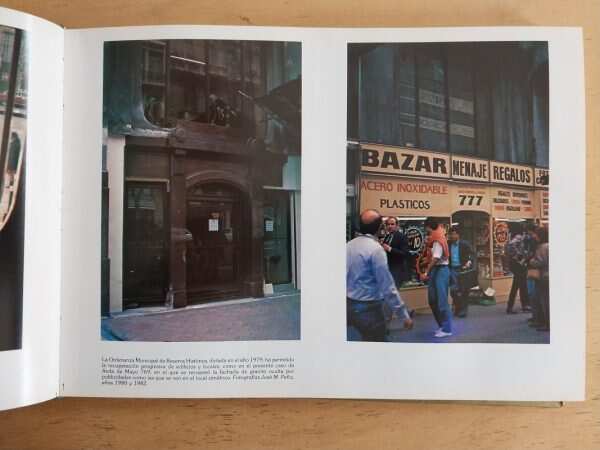 BAZAR
MENAJE
REGALOS
ACERO INOXIDABLE
PLASTICOS
777
La Ordenanza Municipal de Reserva Histórica, dictada en el año 1979, ha permitido
la recuperación progresiva de edificios y locales, como en el presente caso de
Avda de Mayo 769, en el que se recuperó la fachada de granito oculta por
publicidades como las que se ven en el local simétrico. Fotografías José M. Peña,
años 1980 y 1982.